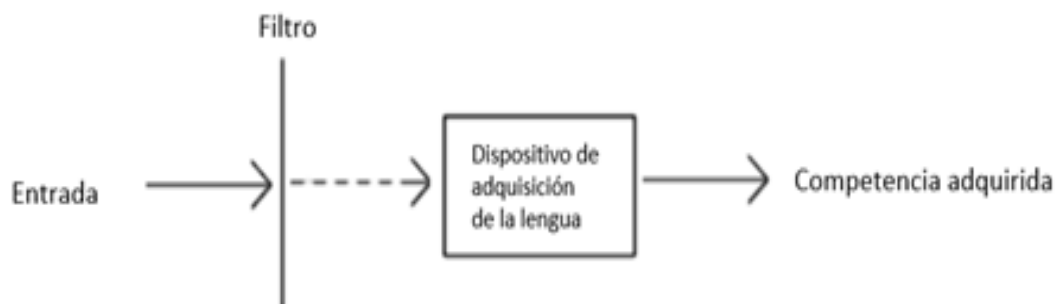 Filtro
Entrada
Dispositivo de
adquisición
de la lengua
Competencia adquirida